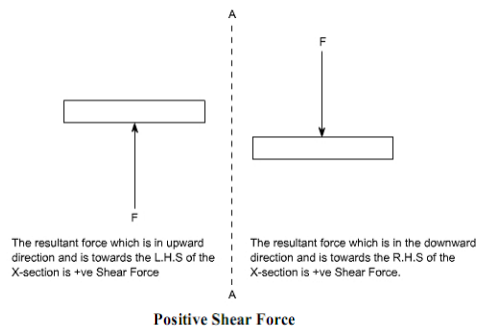 A
F
F
The resultant force which is in upward
direction and is towards the L.H.S of the
X-section is +ve Shear Force
The resultant force which is in the downward
direction and is towards the R.H.S of the
X-section is +ve Shear Force.
A
Positive Shear Force